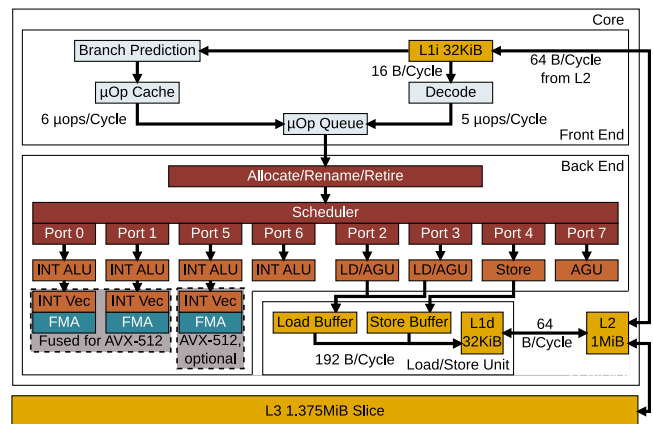 Core
Branch Prediction
L1i 32KiB
64 B/Cycle
from L2
16 B/Cycle
µOp Cache
Decode
6 µops/Cycle
µOp Queue
5 µops/Cycle
Front End
Back End
Allocate/Rename/Retire
Scheduler
Port 0 Port 1 Port 5 Port 6 Port 2 Port 3 Port 4 Port 7
INT ALU INT ALU INT ALU INT ALU LD/AGU LD/AGU Store AGU
INT Vec INT Vec INT Vec
FMA FMA FMA
Fused for AVX-512
AVX-512,
optional
Load Buffer Store Buffer
L1d
32KiB
64
B/Cycle
L2
1MiB
192 B/Cycle
Load/Store Unit
L3 1.375MiB Slice